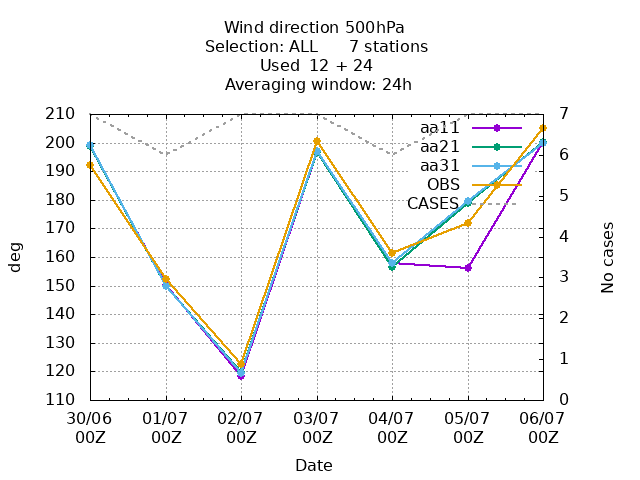 Wind direction 500hPa
Selection: ALL 7 stations
Used 12 + 24
Averaging window: 24h
210
200
190
180
170
160
150
140
130
120
110
deg
7
6
5
4
3
2
1
0
No cases
aa11
aa21
aa31
OBS
CASES
30/06 01/07 02/07 03/07 04/07 05/07 06/07
00Z 00Z 00Z 00Z 00Z 00Z 00Z
Date